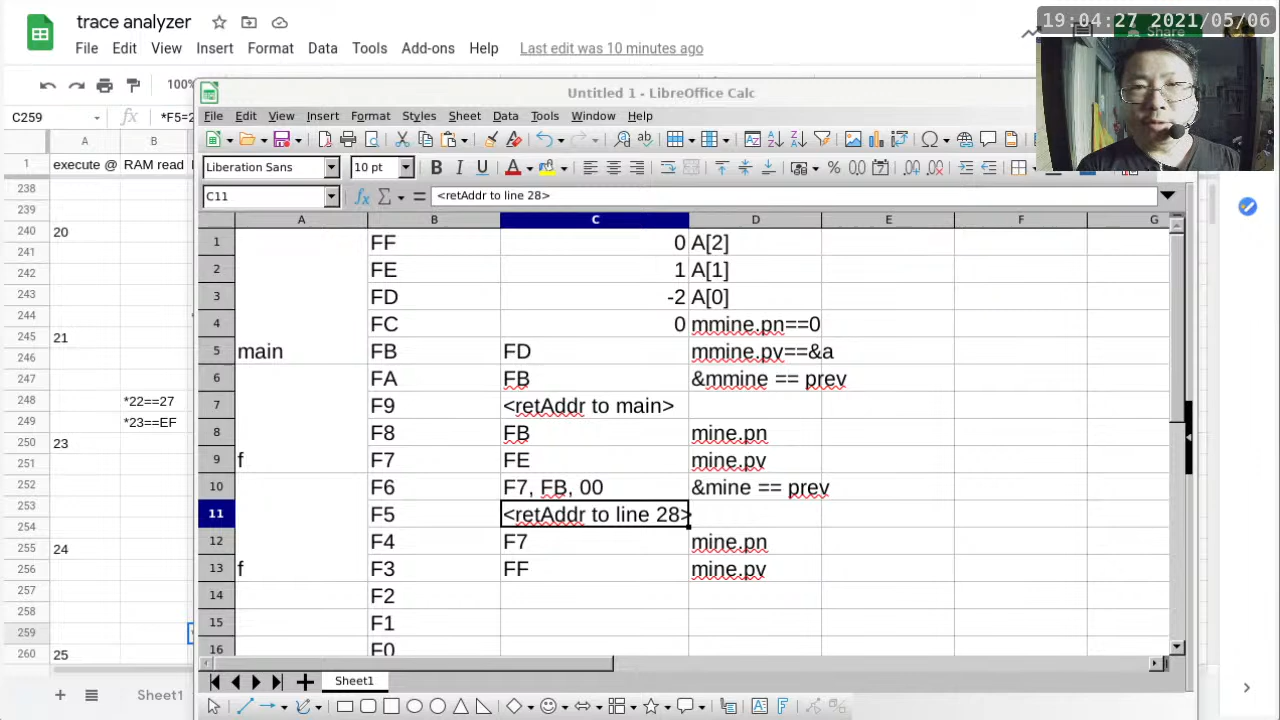 trace analyzer
19:04:27 2021/05/06
File Edit View Insert Format Data Tools Add-ons Help Last edit was 10 minutes ago
Share
100%
C259 *F5=2
A B
1 execute @ RAM read
238
239
240 20
241
242
243
244
245 21
246
247
248 *22==27
249 *23==EF
250 23
251
252
253
254
255 24
256
257
258
259
260 25
Sheet1
Untitled 1 - LibreOffice Calc
File Edit View Insert Format Styles Sheet Data Tools Window Help
Liberation Sans 10 pt
C11 <retAddr to line 28>
A B C D E F G
1 FF 0 A[2]
2 FE 1 A[1]
3 FD -2 A[0]
4 FC 0 mmine.pn==0
5 main FB FD mmine.pv==&a
6 FA FB &mmine == prev
7 F9 <retAddr to main>
8 F8 FB mine.pn
9 f F7 FE mine.pv
10 F6 F7, FB, 00 &mine == prev
11 F5 <retAddr to line 28>
12 F4 F7 mine.pn
13 f F3 FF mine.pv
14 F2
15 F1
16 F0
Sheet1